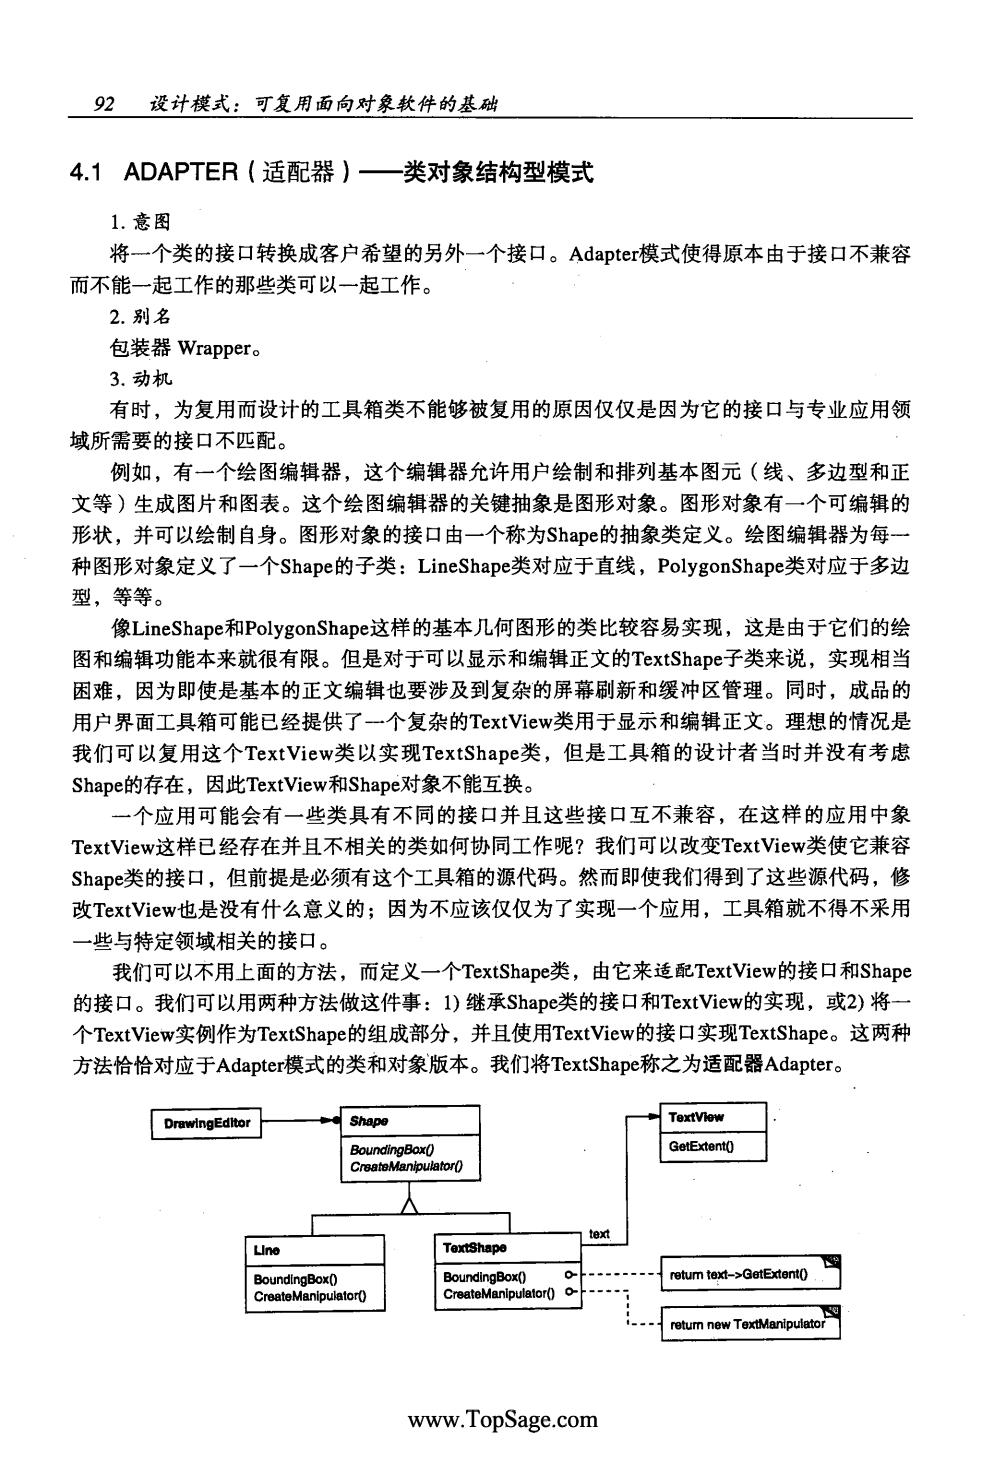 92 设计模式：可复用面向对象软件的基础
4.1 ADAPTER（适配器）——类对象结构型模式
1. 意图
将一个类的接口转换成客户希望的另外一个接口。Adapter模式使得原本由于接口不兼容
而不能一起工作的那些类可以一起工作。
2. 别名
包装器 Wrapper。
3. 动机
有时，为复用而设计的工具箱类不能够被复用的原因仅仅是因为它的接口与专业应用领
域所需要的接口不匹配。
例如，有一个绘图编辑器，这个编辑器允许用户绘制和排列基本图元（线、多边型和正
文等）生成图片和图表。这个绘图编辑器的关键抽象是图形对象。图形对象有一个可编辑的
形状，并可以绘制自身。图形对象的接口由一个称为Shape的抽象类定义。绘图编辑器为每一
种图形对象定义了一个Shape的子类：LineShape类对应于直线，PolygonShape类对应于多边
型，等等。
像LineShape和PolygonShape这样的基本几何图形的类比较容易实现，这是由于它们的绘
图和编辑功能本来就很有限。但是对于可以显示和编辑正文的TextShape子类来说，实现相当
困难，因为即使是基本的正文编辑也要涉及到复杂的屏幕刷新和缓冲区管理。同时，成品的
用户界面工具箱可能已经提供了一个复杂的TextView类用于显示和编辑正文。理想的情况是
我们可以复用这个TextView类以实现TextShape类，但是工具箱的设计者当时并没有考虑
Shape的存在，因此TextView和Shape对象不能互换。
一个应用可能会有一些类具有不同的接口并且这些接口互不兼容，在这样的应用中象
TextView这样已经存在并且不相关的类如何协同工作呢？我们可以改变TextView类使它兼容
Shape类的接口，但前提是必须有这个工具箱的源代码。然而即使我们得到了这些源代码，修
改TextView也是没有什么意义的；因为不应该仅仅为了实现一个应用，工具箱就不得不采用
一些与特定领域相关的接口。
我们可以不用上面的方法，而定义一个TextShape类，由它来适配TextView的接口和Shape
的接口。我们可以用两种方法做这件事：1) 继承Shape类的接口和TextView的实现，或2) 将一
个TextView实例作为TextShape的组成部分，并且使用TextView的接口实现TextShape。这两种
方法恰恰对应于Adapter模式的类和对象版本。我们将TextShape称之为适配器Adapter。
DrawingEditor
Shape
BoundingBox()
CreateManipulator()
TextView
GetExtent()
Line
BoundingBox()
CreateManipulator()
TextShape
BoundingBox()
CreateManipulator()
text
return text->GetExtent()
return new TextManipulator
www.TopSage.com